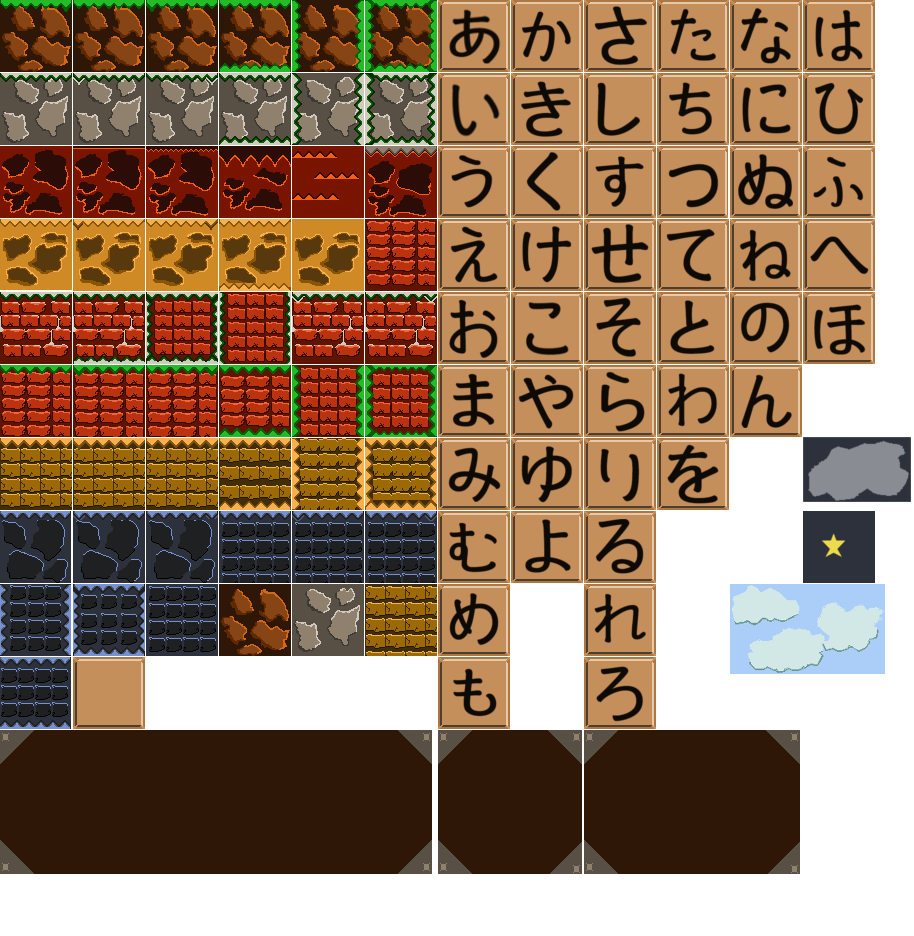 あかさたなは
いきしちにひ
うくすつぬふ
えけせてねへ
おこそとのほ
まやらわん
みゆりを
むよる
めれ
もろ